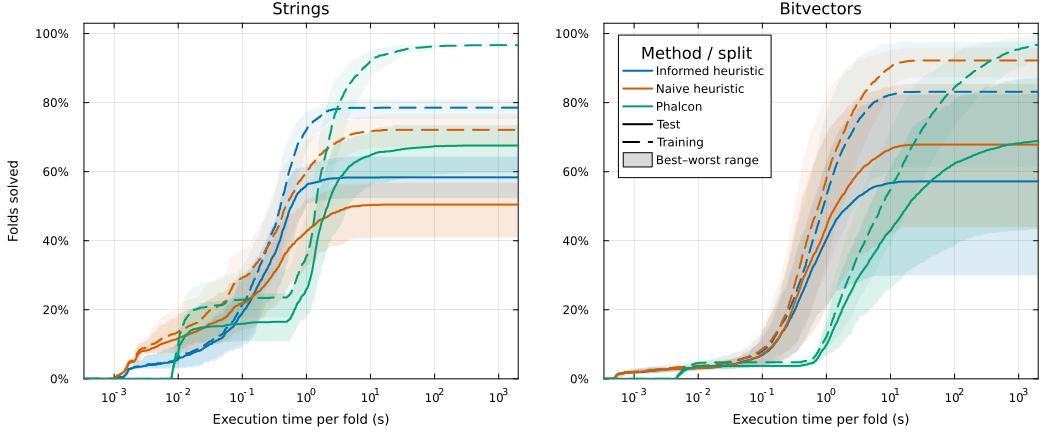 Strings
Folds solved
100%
80%
60%
40%
20%
0%
10^-3
10^-2
10^-1
10^0
10^1
10^2
10^3
Execution time per fold (s)
Bitvectors
100%
80%
60%
40%
20%
0%
Method / split
Informed heuristic
Naive heuristic
Phalcon
Test
Training
Best–worst range
10^-3
10^-2
10^-1
10^0
10^1
10^2
10^3
Execution time per fold (s)